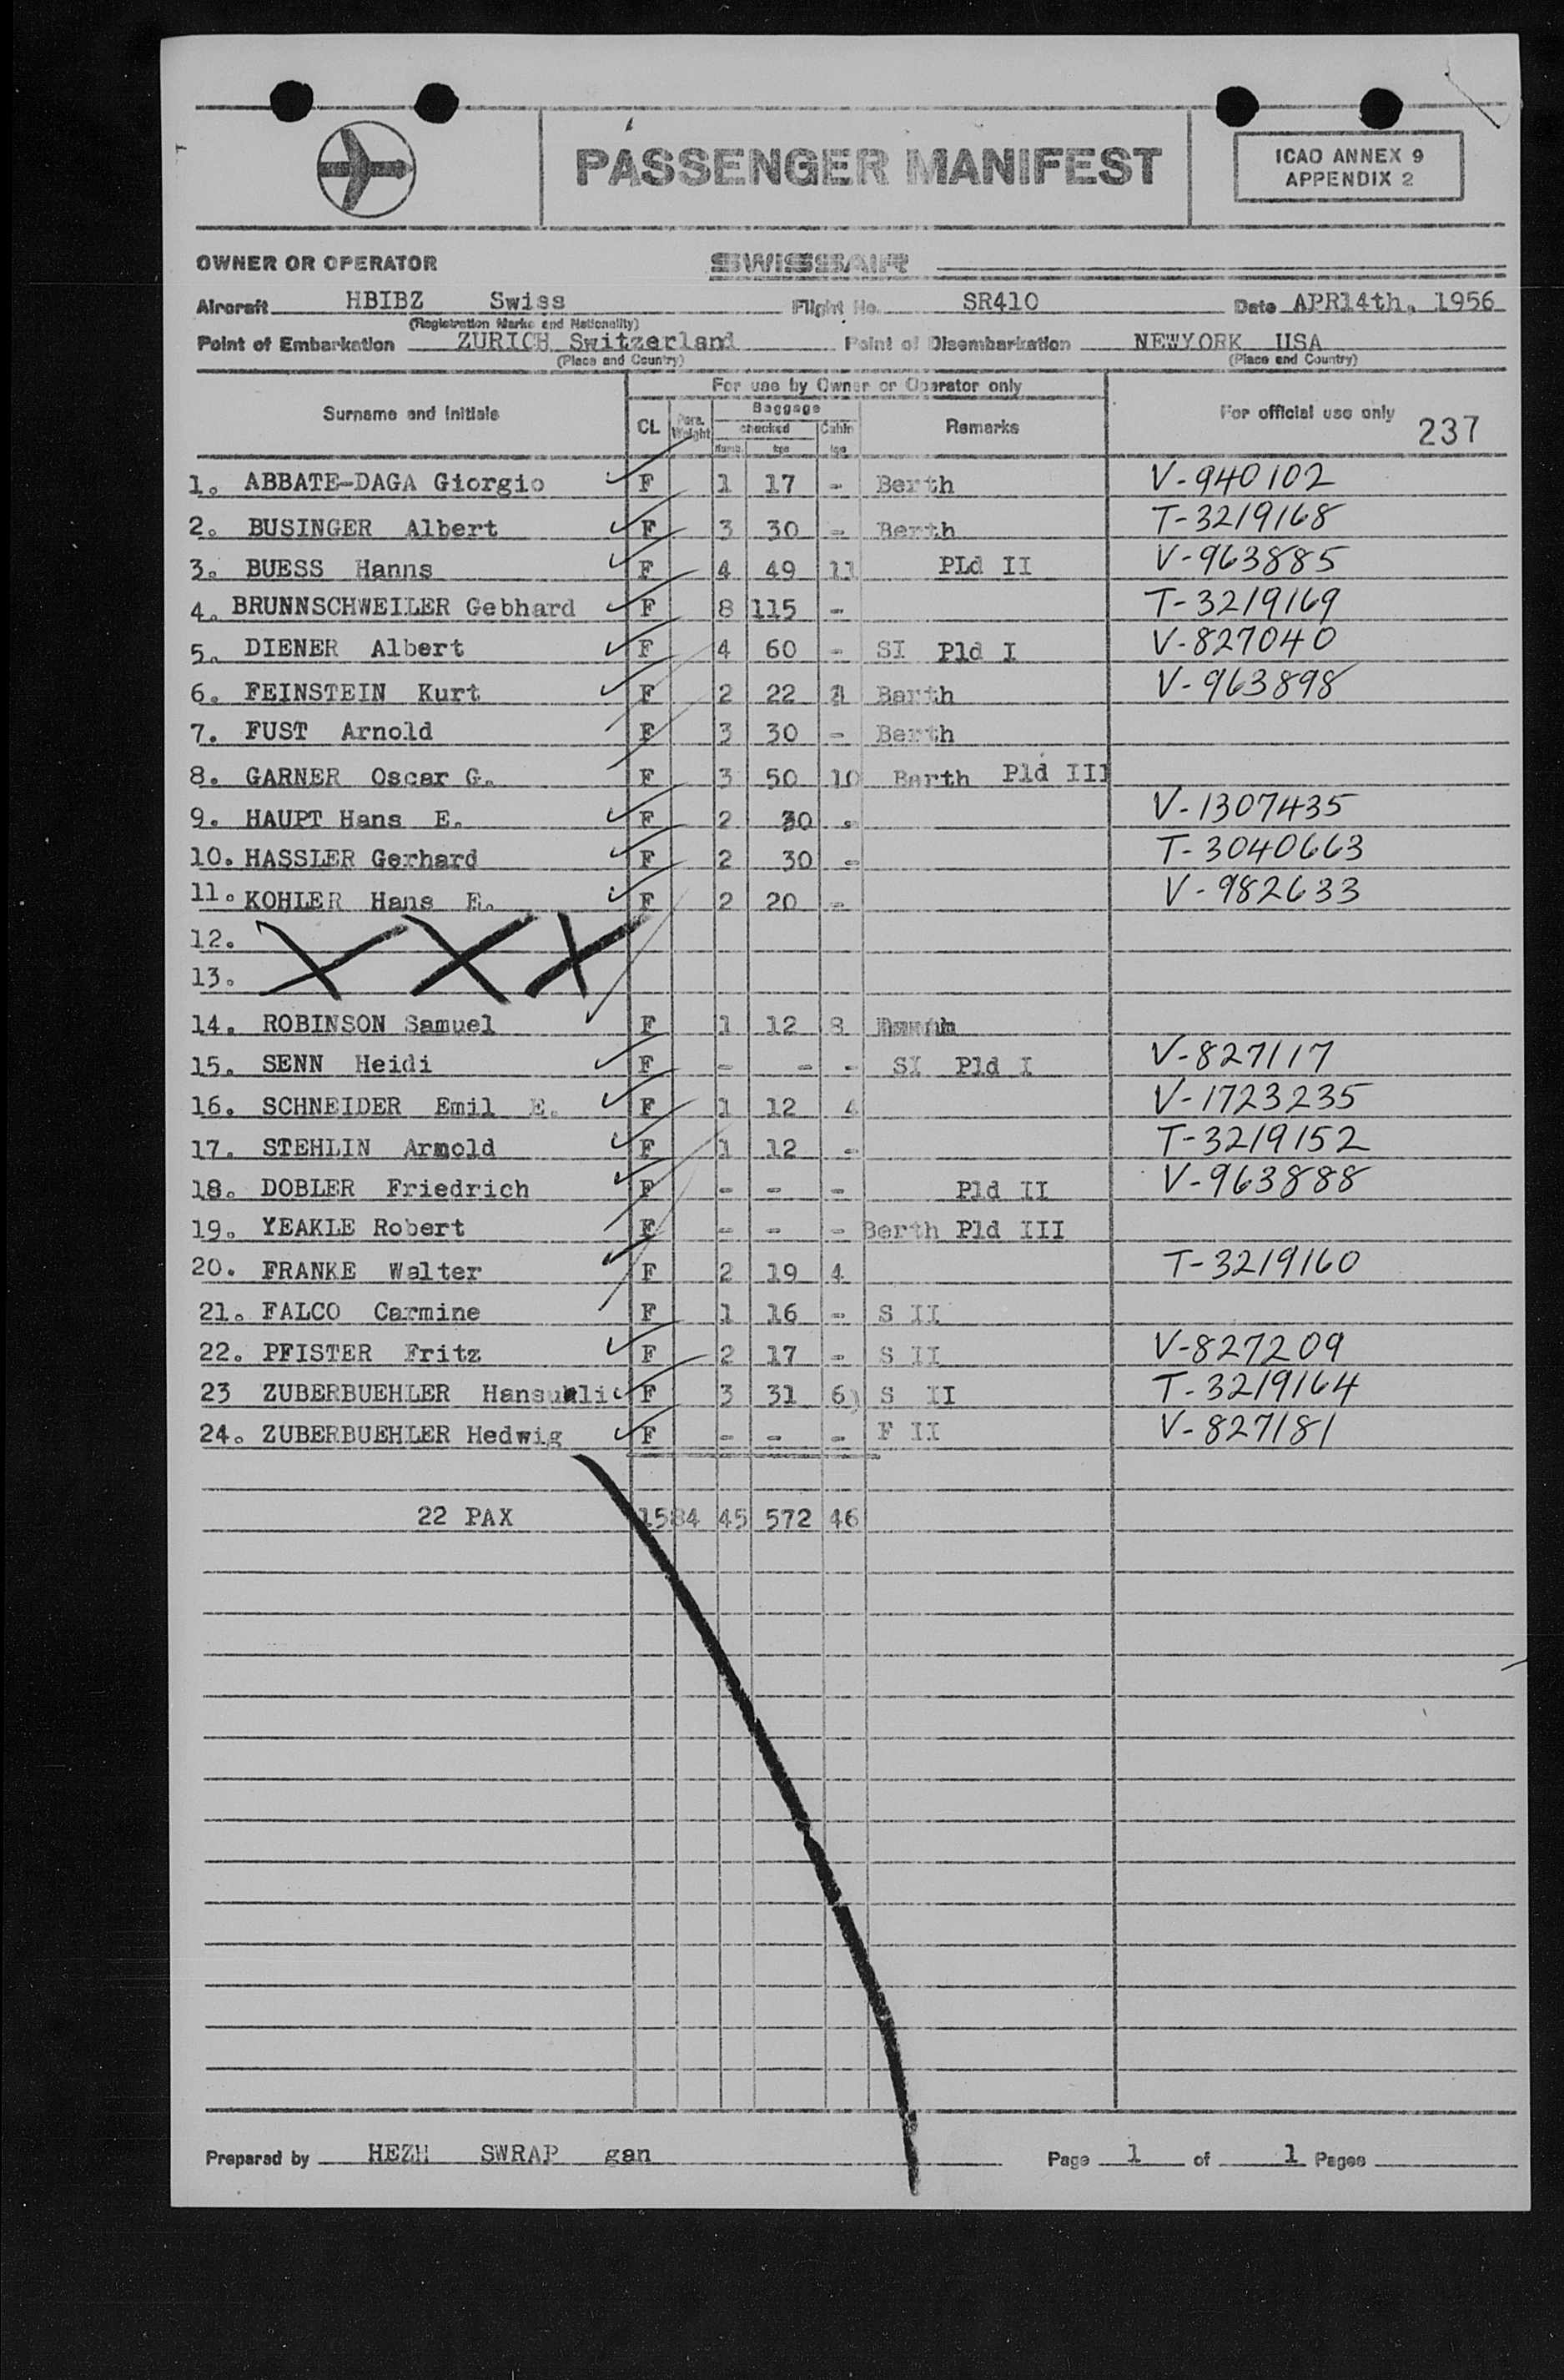 PASSENGER MANIFEST
ICAO ANNEX 9
APPENDIX 2
OWNER OR OPERATOR SWISSAIR
Aircraft HBIBZ Swiss Flight No. SR410 Date APR14th, 1956
(Registration Marks and Nationality)
Point of Embarkation ZURICH Switzerland Point of Disembarkation NEWYORK USA
(Place and Country) (Place and Country)
For use by Owner or Operator only
Surname and Initials CL Pers. Weight Baggage checked Cabin Remarks For official use only 237
Numb. kgs kgs
1. ABBATE-DAGA Giorgio F 1 17 - Berth V-940102
2. BUSINGER Albert F 3 30 - Berth T-3219168
3. BUESS Hanns F 4 49 11 PLd II V-963885
4. BRUNNSCHWEILER Gebhard F 8 115 - T-3219169
5. DIENER Albert F 4 60 - SI Pld I V-827040
6. FEINSTEIN Kurt F 2 22 Berth V-963898
7. FUST Arnold F 3 30 - Berth
8. GARNER Oscar G. F 3 50 10 Berth Pld III
9. HAUPT Hans E. F 2 30 - V-1307435
10. HASSLER Gerhard F 2 30 - T-3040663
11. KOHLER Hans E. F 2 20 - V-982633
12.
13.
14. ROBINSON Samuel F 1 12 8
15. SENN Heidi F - - - SI Pld I V-827117
16. SCHNEIDER Emil E. F 1 12 4 V-1723235
17. STEHLIN Arnold F 1 12 - T-3219152
18. DOBLER Friedrich F - - - Pld II V-963888
19. YEAKLE Robert F - - - Berth Pld III
20. FRANKE Walter F 2 19 4 T-3219160
21. FALCO Carmine F 1 16 - S II
22. PFISTER Fritz F 2 17 - S II V-827209
23 ZUBERBUEHLER Hansueli F 3 31 6) S II T-3219164
24. ZUBERBUEHLER Hedwig F - - - F II V-827181
22 PAX 1584 45 572 46
Prepared by HEZH SWRAP gan Page 1 of 1 Pages